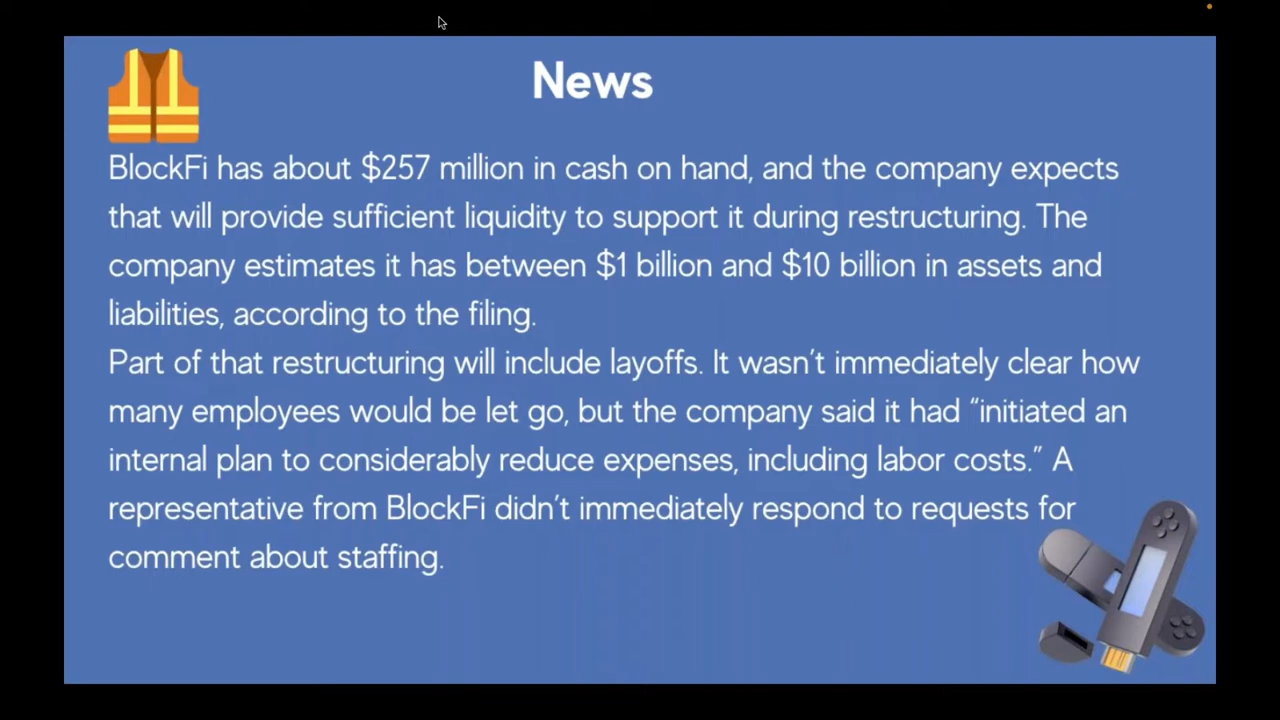 News
BlockFi has about $257 million in cash on hand, and the company expects
that will provide sufficient liquidity to support it during restructuring. The
company estimates it has between $1 billion and $10 billion in assets and
liabilities, according to the filing.
Part of that restructuring will include layoffs. It wasn’t immediately clear how
many employees would be let go, but the company said it had “initiated an
internal plan to considerably reduce expenses, including labor costs.” A
representative from BlockFi didn’t immediately respond to requests for
comment about staffing.